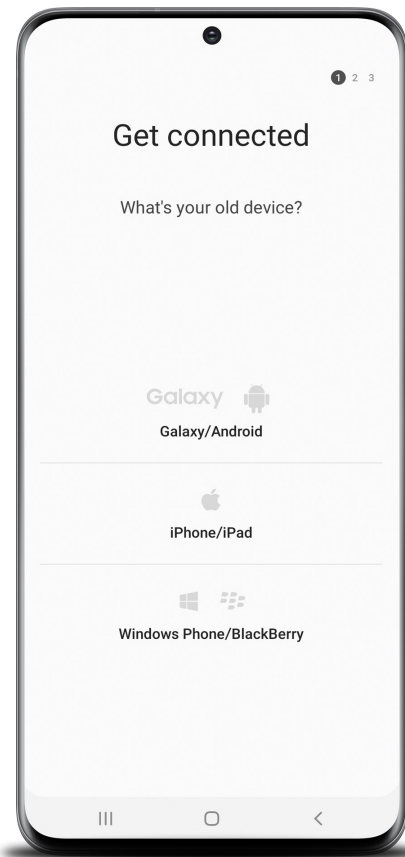 1 2 3
Get connected
What's your old device?
Galaxy
Galaxy/Android
iPhone/iPad
Windows Phone/BlackBerry